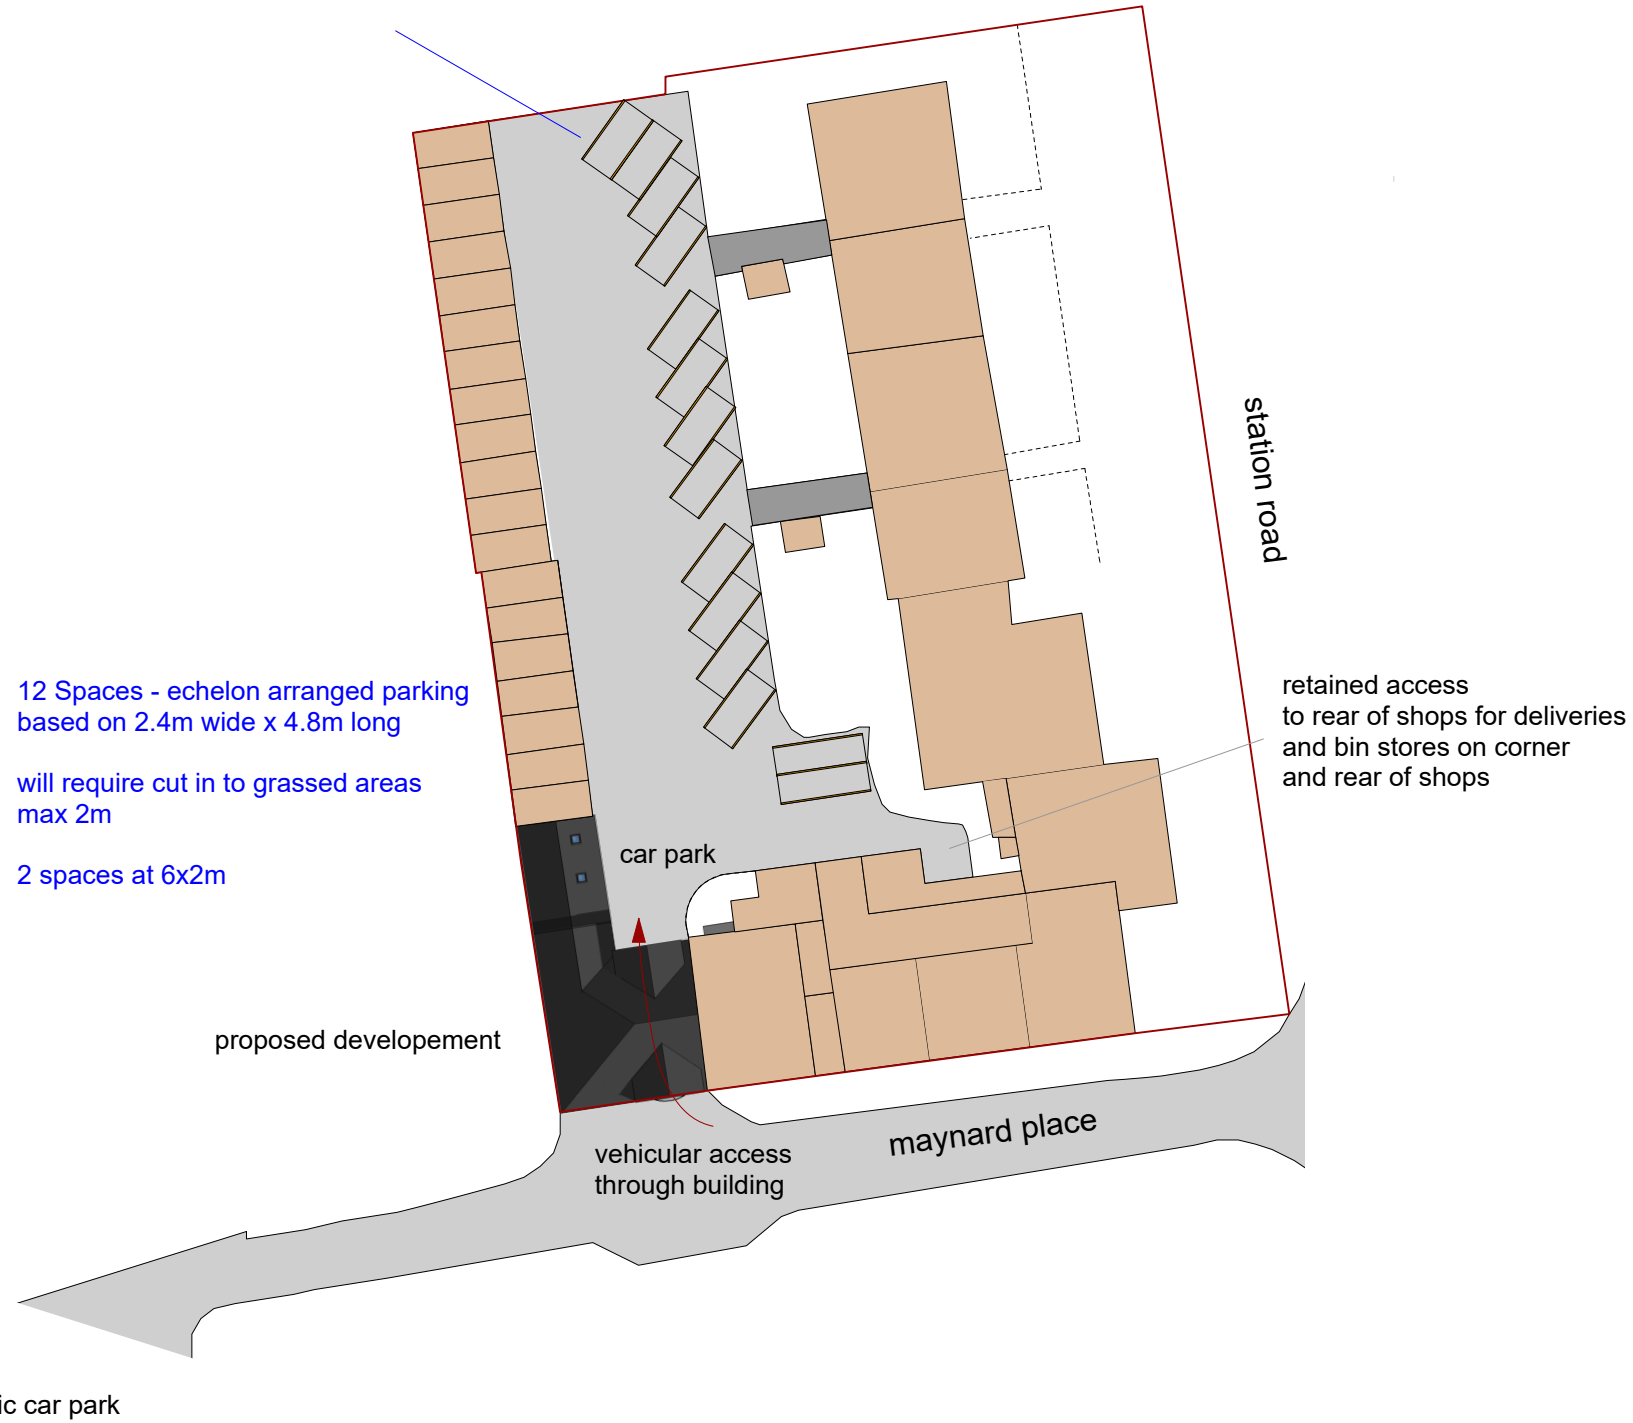 station road
12 Spaces - echelon arranged parking
based on 2.4m wide x 4.8m long
will require cut in to grassed areas
max 2m
2 spaces at 6x2m
retained access
to rear of shops for deliveries
and bin stores on corner
and rear of shops
car park
proposed developement
vehicular access
through building
maynard place
ic car park